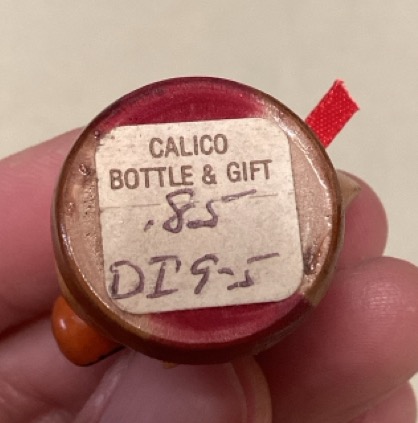 CALICO
BOTTLE & GIFT
.85
DI9-5